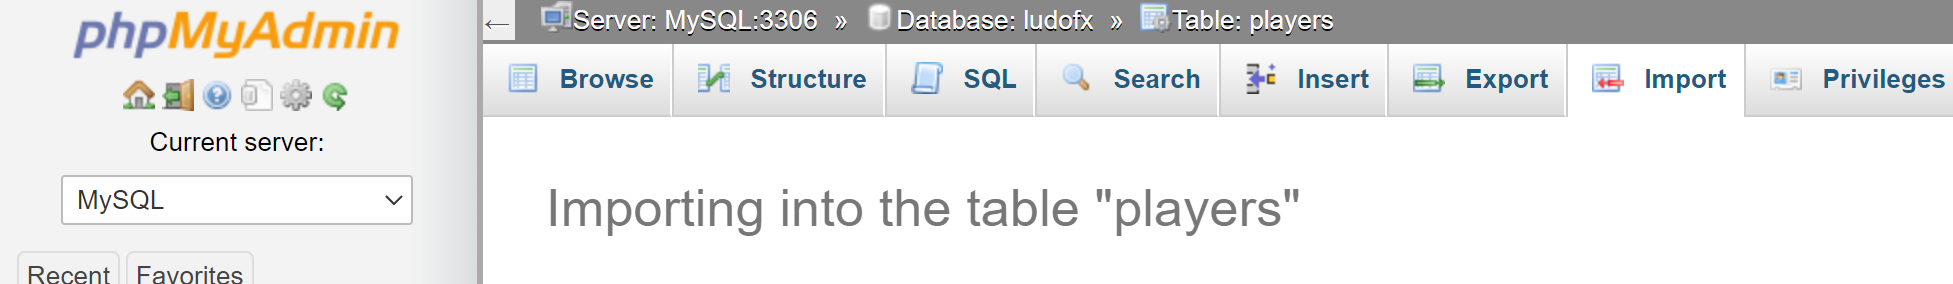 phpMyAdmin
Current server:
MySQL
Recent Favorites
← Server: MySQL:3306 » Database: ludofx » Table: players
Browse Structure SQL Search Insert Export Import Privileges
Importing into the table "players"